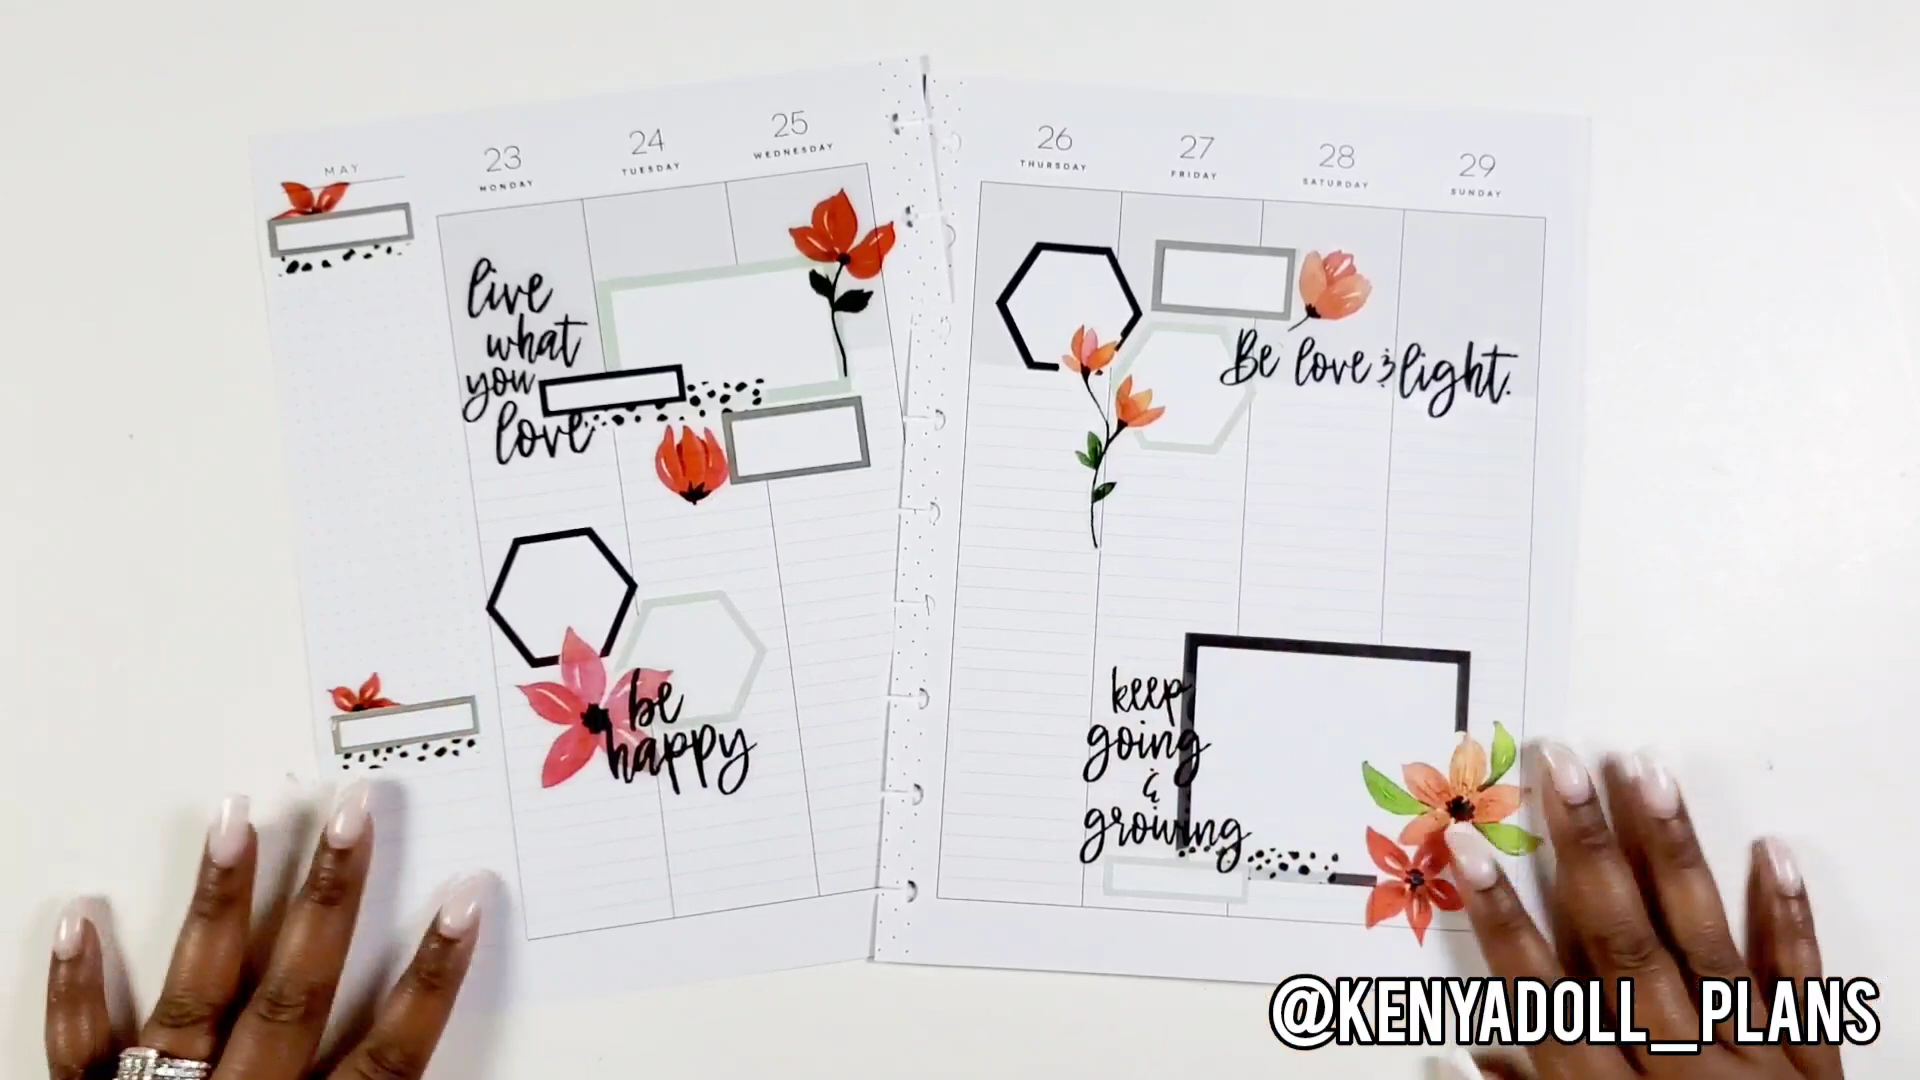 MAY
23
MONDAY
24
TUESDAY
25
WEDNESDAY
live
what
you
love
be
happy
26
THURSDAY
27
FRIDAY
28
SATURDAY
29
SUNDAY
Be love & light.
keep
going
&
growing
@KENYADOLL_PLANS